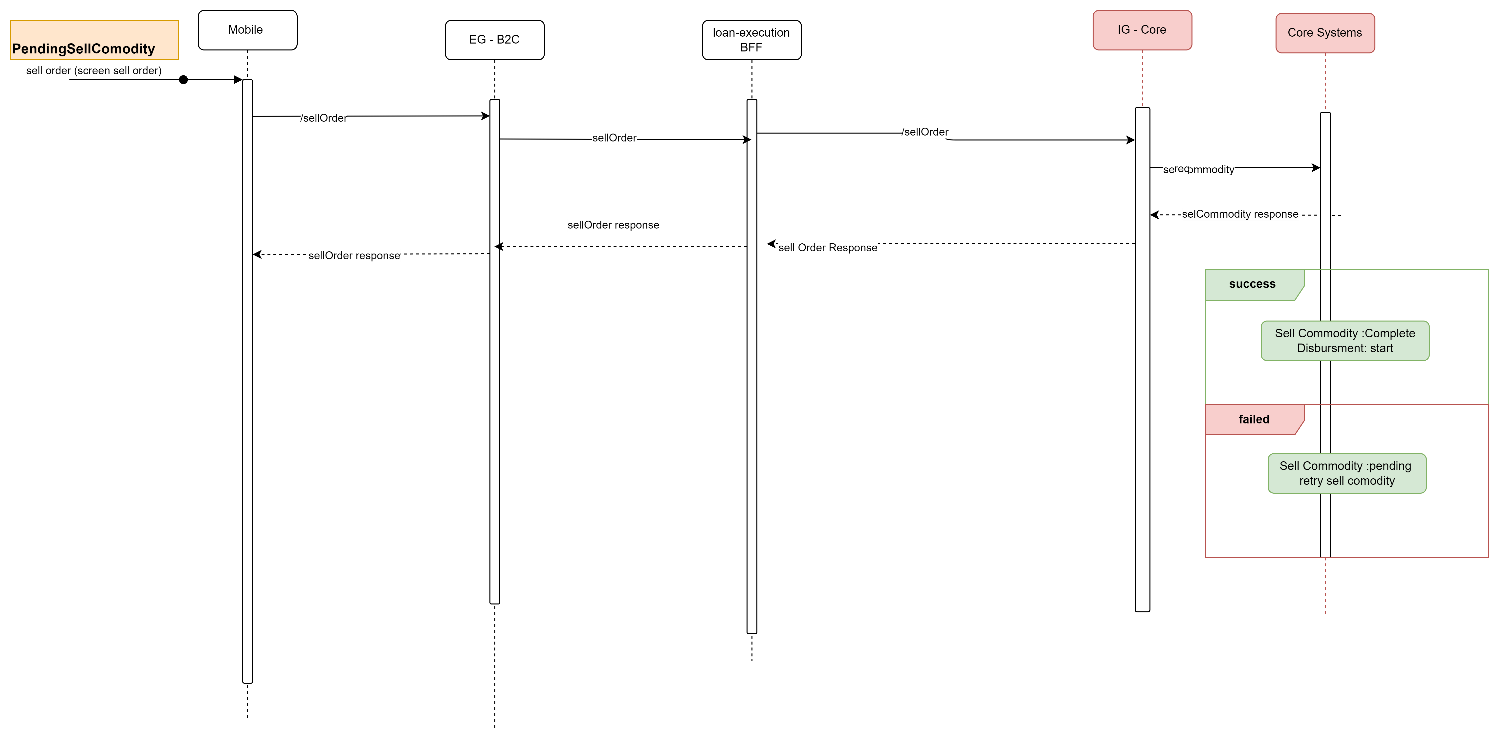 Mobile
EG - B2C
loan-execution
BFF
IG - Core
Core Systems
PendingSellComodity
sell order (screen sell order)
/sellOrder
sellOrder
/sellOrder
selCommodity response
sellOrder response
sell Order Response
sellOrder response
success
Sell Commodity :Complete
Disbursment: start
failed
Sell Commodity :pending
retry sell comodity